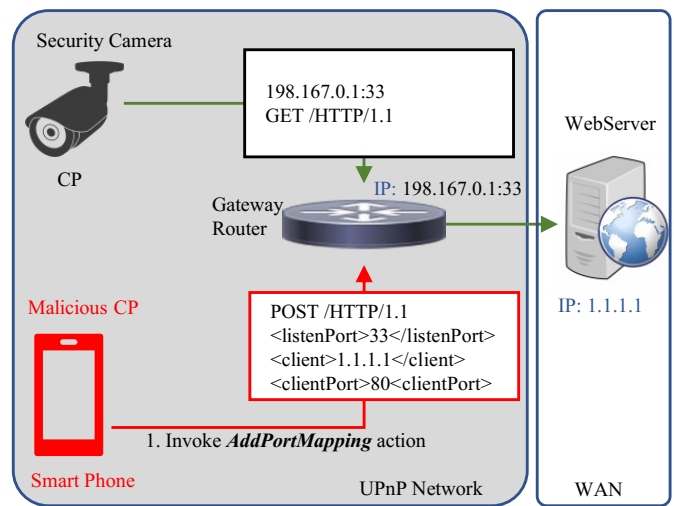 Security Camera
CP
198.167.0.1:33
GET /HTTP/1.1
IP: 198.167.0.1:33
Gateway
Router
WebServer
IP: 1.1.1.1
Malicious CP
Smart Phone
POST /HTTP/1.1
<listenPort>33</listenPort>
<client>1.1.1.1</client>
<clientPort>80<clientPort>
1. Invoke AddPortMapping action
UPnP Network
WAN